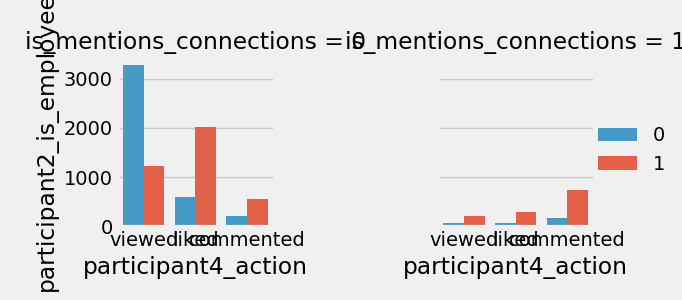 is_mentions_connections = 0
is_mentions_connections = 1
participant2_is_employee
3000
2000
1000
0
viewed liked commented
viewed liked commented
participant4_action
participant4_action
0
1